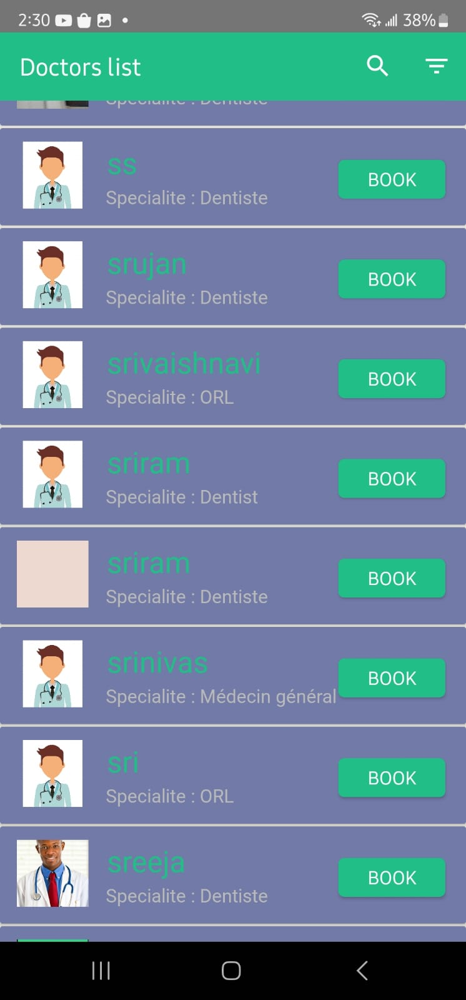 2:30
38%
Doctors list
Specialite : Dentiste
ss
Specialite : Dentiste
BOOK
srujan
Specialite : Dentiste
BOOK
srivaishnavi
Specialite : ORL
BOOK
sriram
Specialite : Dentist
BOOK
sriram
Specialite : Dentiste
BOOK
srinivas
Specialite : Médecin général
BOOK
sri
Specialite : ORL
BOOK
sreeja
Specialite : Dentiste
BOOK